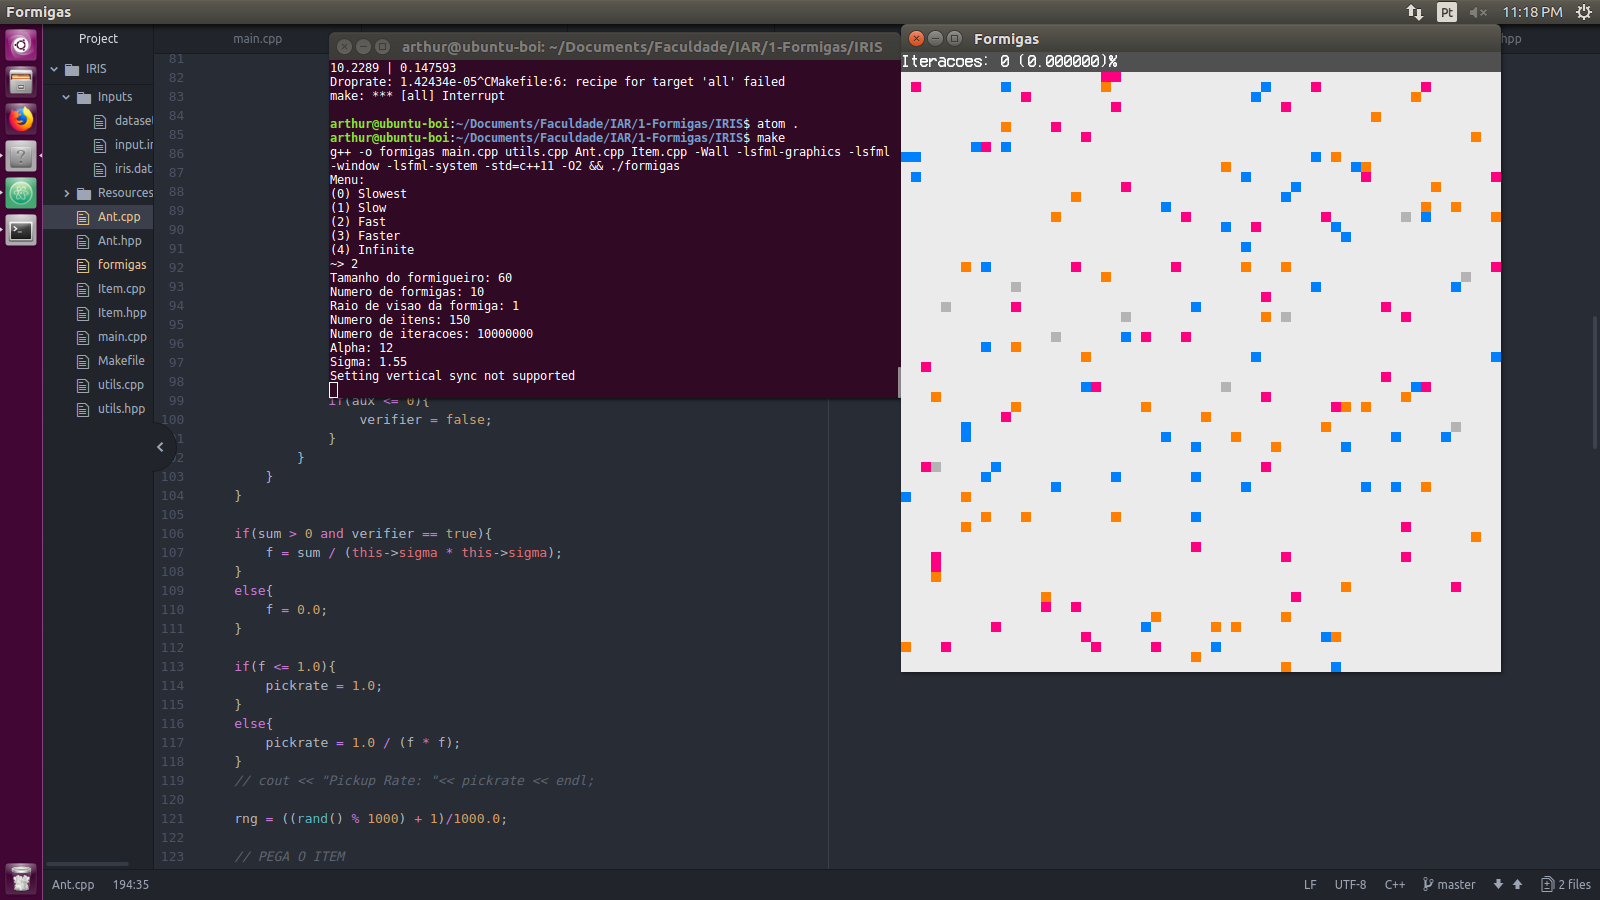 Formigas
Pt
11:18 PM
Project
IRIS
Inputs
input.in
iris.dat
Resources
Ant.cpp
Ant.hpp
formigas
Item.cpp
Item.hpp
main.cpp
Makefile
utils.cpp
utils.hpp
main.cpp
arthur@ubuntu-boi: ~/Documents/Faculdade/IAR/1-Formigas/IRIS
10.2289 | 0.147593
Droprate: 1.42434e-05^CMakefile:6: recipe for target 'all' failed
make: *** [all] Interrupt
arthur@ubuntu-boi:~/Documents/Faculdade/IAR/1-Formigas/IRIS$ atom .
arthur@ubuntu-boi:~/Documents/Faculdade/IAR/1-Formigas/IRIS$ make
g++ -o formigas main.cpp utils.cpp Ant.cpp Item.cpp -Wall -lsfml-graphics -lsfml
-window -lsfml-system -std=c++11 -O2 && ./formigas
Menu:
(0) Slowest
(1) Slow
(2) Fast
(3) Faster
(4) Infinite
~> 2
Tamanho do formigueiro: 60
Numero de formigas: 10
Raio de visao da formiga: 1
Numero de itens: 150
Numero de iteracoes: 10000000
Alpha: 12
Sigma: 1.55
Setting vertical sync not supported
81
82
83
84
85
86
87
88
89
90
91
92
93
94
95
96
97
98
99 if(aux <= 0){
100 verifier = false;
}
}
103 }
104 }
105
106 if(sum > 0 and verifier == true){
107 f = sum / (this->sigma * this->sigma);
108 }
109 else{
110 f = 0.0;
111 }
112
113 if(f <= 1.0){
114 pickrate = 1.0;
115 }
116 else{
117 pickrate = 1.0 / (f * f);
118 }
119 // cout << "Pickup Rate: "<< pickrate << endl;
120
121 rng = ((rand() % 1000) + 1)/1000.0;
122
123 // PEGA O ITEM
Formigas
Iteracoes: 0 (0.000000)%
Ant.cpp 194:35
LF UTF-8 C++ master 2 files